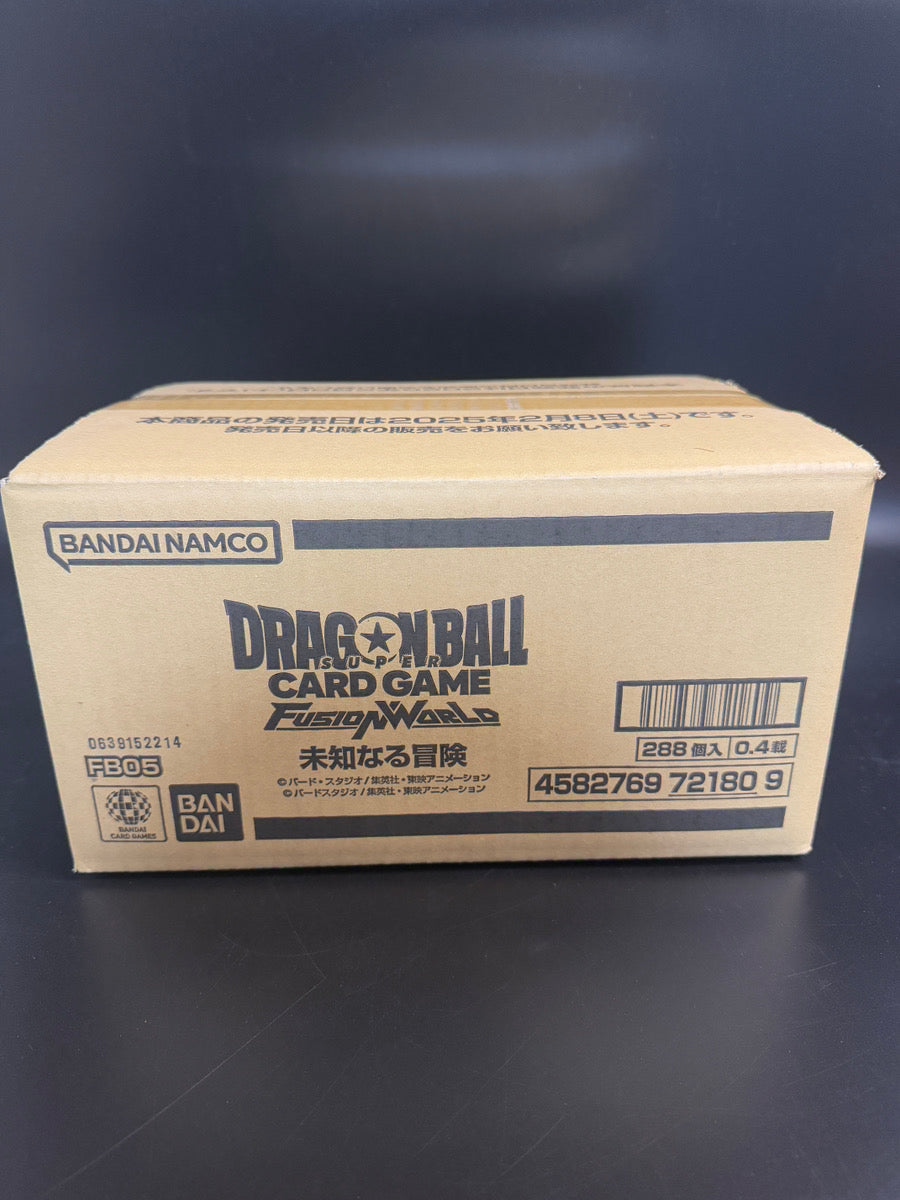 本商品の発売日は2025年2月8日(土)です。
発売日以降の販売をお願い致します。
BANDAI NAMCO
DRAGON BALL
SUPER
CARD GAME
FUSION WORLD
未知なる冒険
©バード・スタジオ/集英社・東映アニメーション
©バードスタジオ/集英社・東映アニメーション
0639152214
FB05
BANDAI
CARD GAMES
BAN
DAI
288個入 0.4載
4582769 72180 9